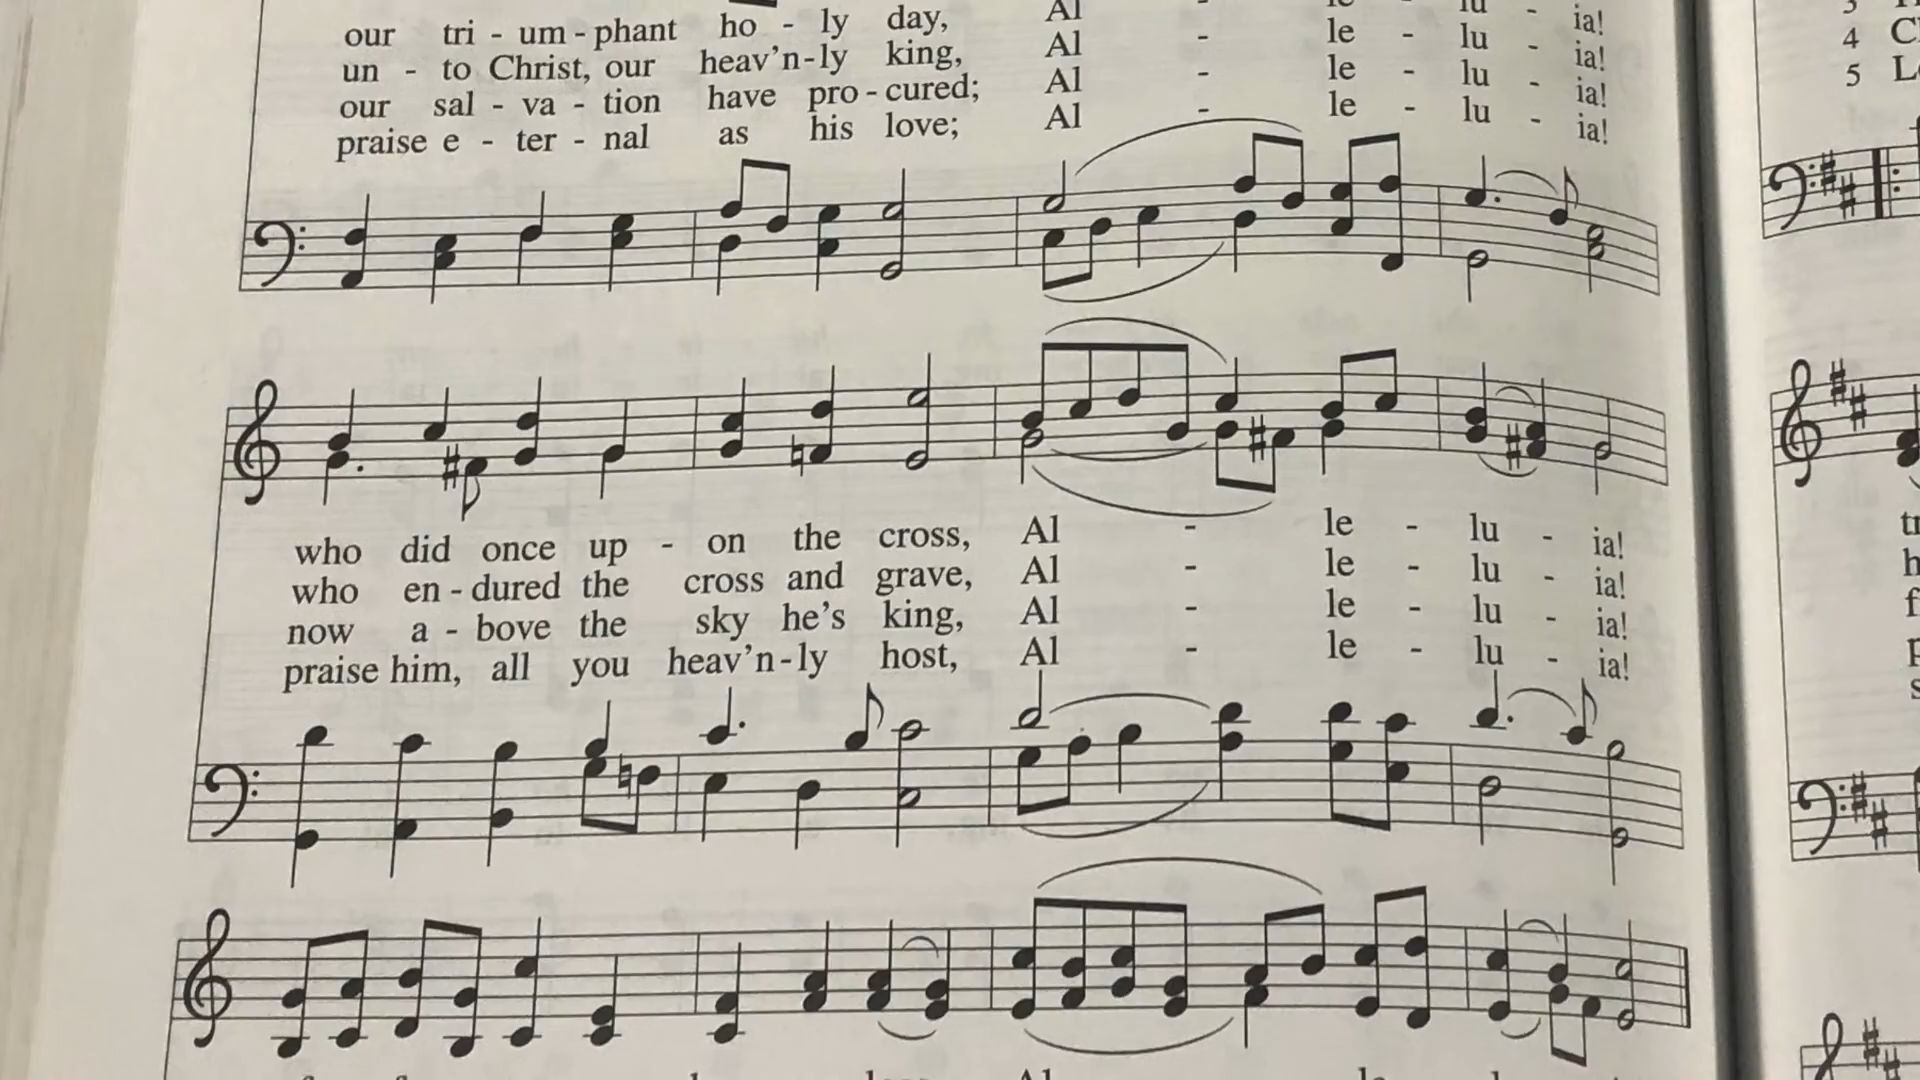 our tri - um - phant ho - ly day, Al - le - lu - ia!
un - to Christ, our heav'n - ly king, Al - le - lu - ia!
our sal - va - tion have pro - cured; Al - le - lu - ia!
praise e - ter - nal as his love; Al - le - lu - ia!
who did once up - on the cross, Al - le - lu - ia!
who en - dured the cross and grave, Al - le - lu - ia!
now a - bove the sky he's king, Al - le - lu - ia!
praise him, all you heav'n - ly host, Al - le - lu - ia!
3
4
5